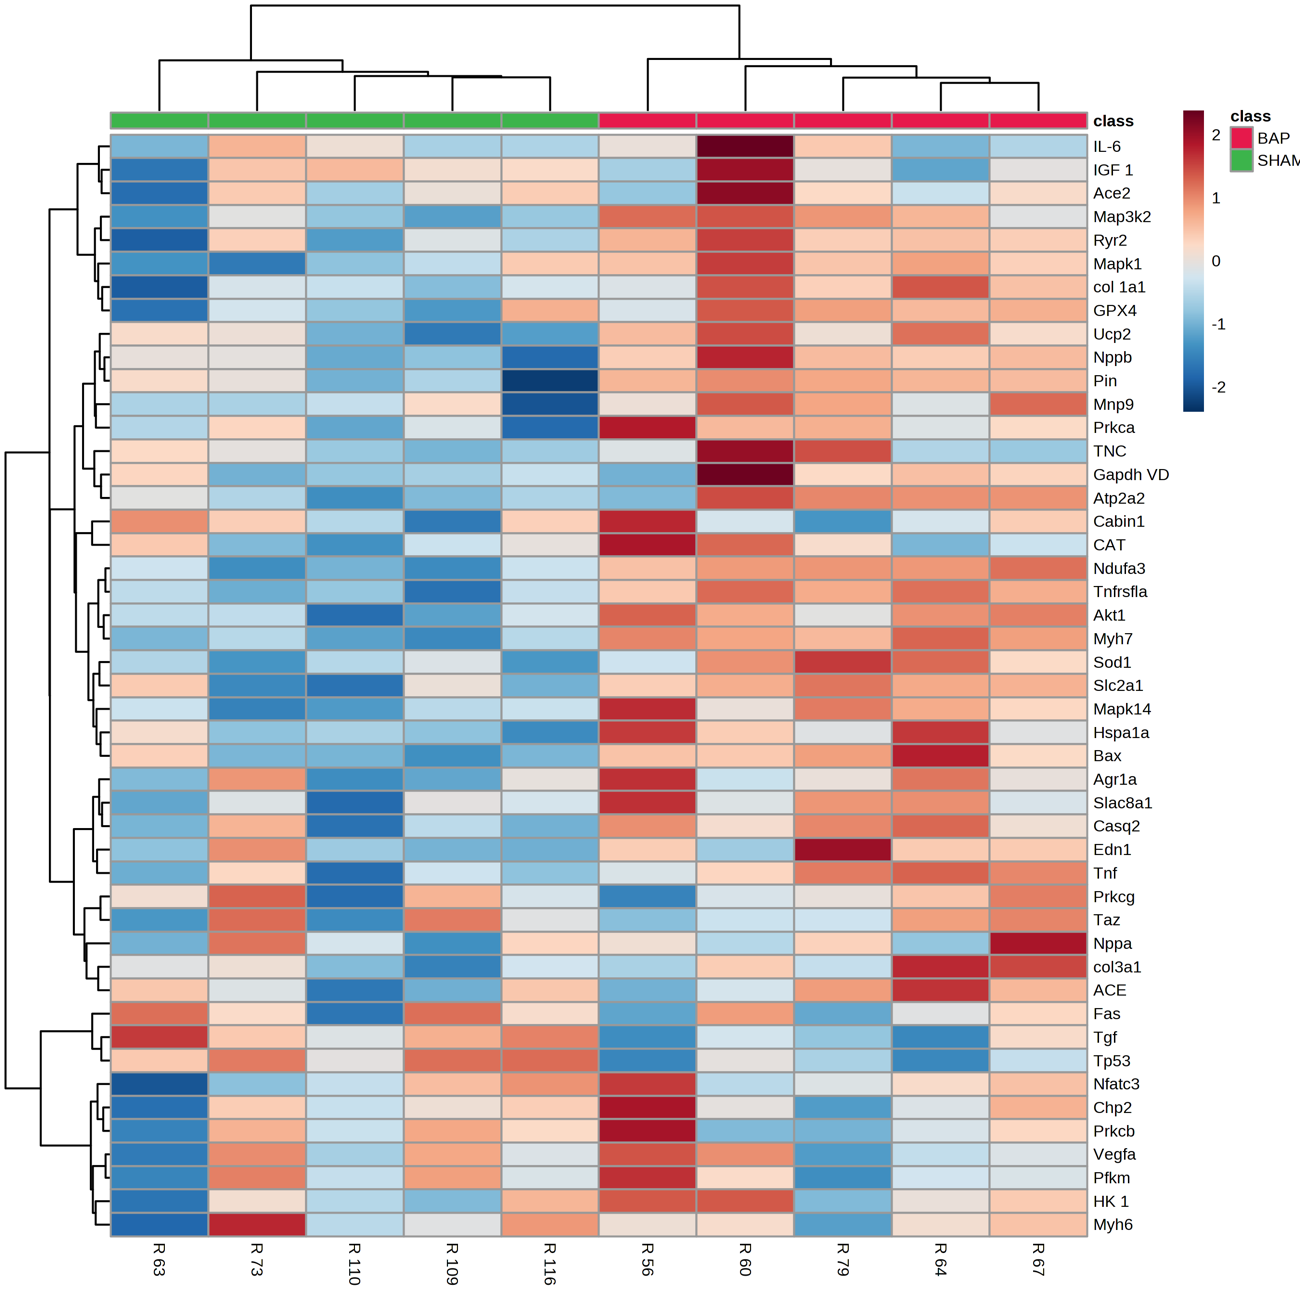 class
IL-6
IGF 1
Ace2
Map3k2
Ryr2
Mapk1
col 1a1
GPX4
Ucp2
Nppb
Pin
Mnp9
Prkca
TNC
Gapdh VD
Atp2a2
Cabin1
CAT
Ndufa3
Tnfrsfla
Akt1
Myh7
Sod1
Slc2a1
Mapk14
Hspa1a
Bax
Agr1a
Slac8a1
Casq2
Edn1
Tnf
Prkcg
Taz
Nppa
col3a1
ACE
Fas
Tgf
Tp53
Nfatc3
Chp2
Prkcb
Vegfa
Pfkm
HK 1
Myh6
R 63
R 73
R 110
R 109
R 116
R 56
R 60
R 79
R 64
R 67
2
1
0
-1
-2
class
BAP
SHAM